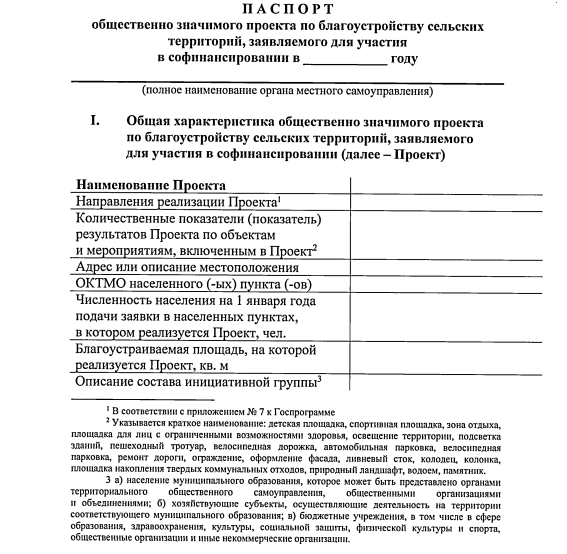 П А С П О Р Т
общественно значимого проекта по благоустройству сельских
территорий, заявляемого для участия
в софинансировании в ____________ году
(полное наименование органа местного самоуправления)
I. Общая характеристика общественно значимого проекта
по благоустройству сельских территорий, заявляемого
для участия в софинансировании (далее – Проект)
Наименование Проекта
Направления реализации Проекта¹
Количественные показатели (показатель)
результатов Проекта по объектам
и мероприятиям, включенным в Проект²
Адрес или описание местоположения
ОКТМО населенного (-ых) пункта (-ов)
Численность населения на 1 января года
подачи заявки в населенных пунктах,
в котором реализуется Проект, чел.
Благоустраиваемая площадь, на которой
реализуется Проект, кв. м
Описание состава инициативной группы³
¹ В соответствии с приложением № 7 к Госпрограмме
² Указывается краткое наименование: детская площадка, спортивная площадка, зона отдыха,
площадка для лиц с ограниченными возможностями здоровья, освещение территории, подсветка
зданий, пешеходный тротуар, велосипедная дорожка, автомобильная парковка, велосипедная
парковка, ремонт дороги, ограждение, оформление фасада, ливневый сток, колодец, колонка,
площадка накопления твердых коммунальных отходов, природный ландшафт, водоем, памятник.
3 а) население муниципального образования, которое может быть представлено органами
территориального общественного самоуправления, общественными организациями
и объединениями; б) хозяйствующие субъекты, осуществляющие деятельность на территории
соответствующего муниципального образования; в) бюджетные учреждения, в том числе в сфере
образования, здравоохранения, культуры, социальной защиты, физической культуры и спорта,
общественные организации и иные некоммерческие организации.